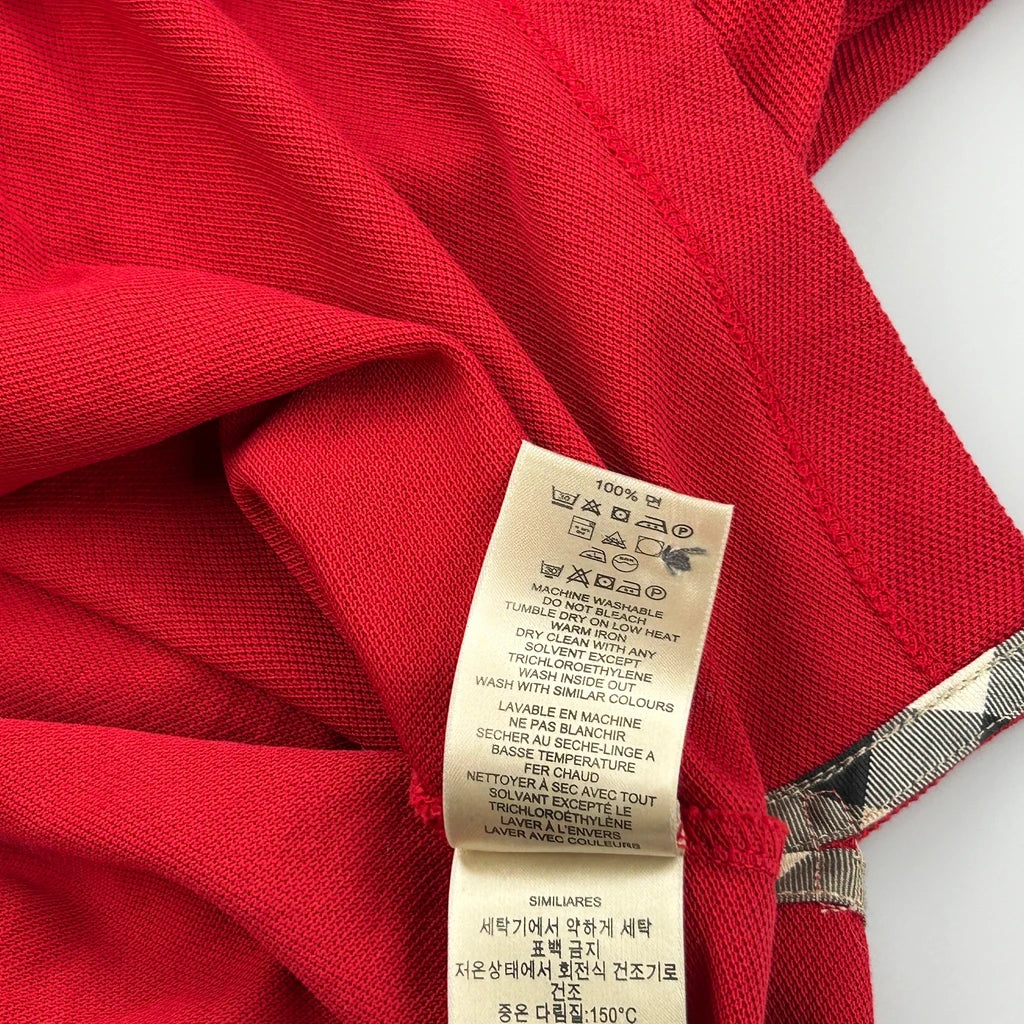 100% 면
MACHINE WASHABLE
DO NOT BLEACH
TUMBLE DRY ON LOW HEAT
WARM IRON
DRY CLEAN WITH ANY
SOLVENT EXCEPT
TRICHLOROETHYLENE
WASH INSIDE OUT
WASH WITH SIMILAR COLOURS
LAVABLE EN MACHINE
NE PAS BLANCHIR
SECHER AU SECHE-LINGE A
BASSE TEMPERATURE
FER CHAUD
NETTOYER À SEC AVEC TOUT
SOLVANT EXCEPTÉ LE
TRICHLOROÉTHYLÈNE
LAVER À L'ENVERS
LAVER AVEC COULEURS
SIMILIARES
세탁기에서 약하게 세탁
표백 금지
저온상태에서 회전식 건조기로
건조
중온 다림질:150°C